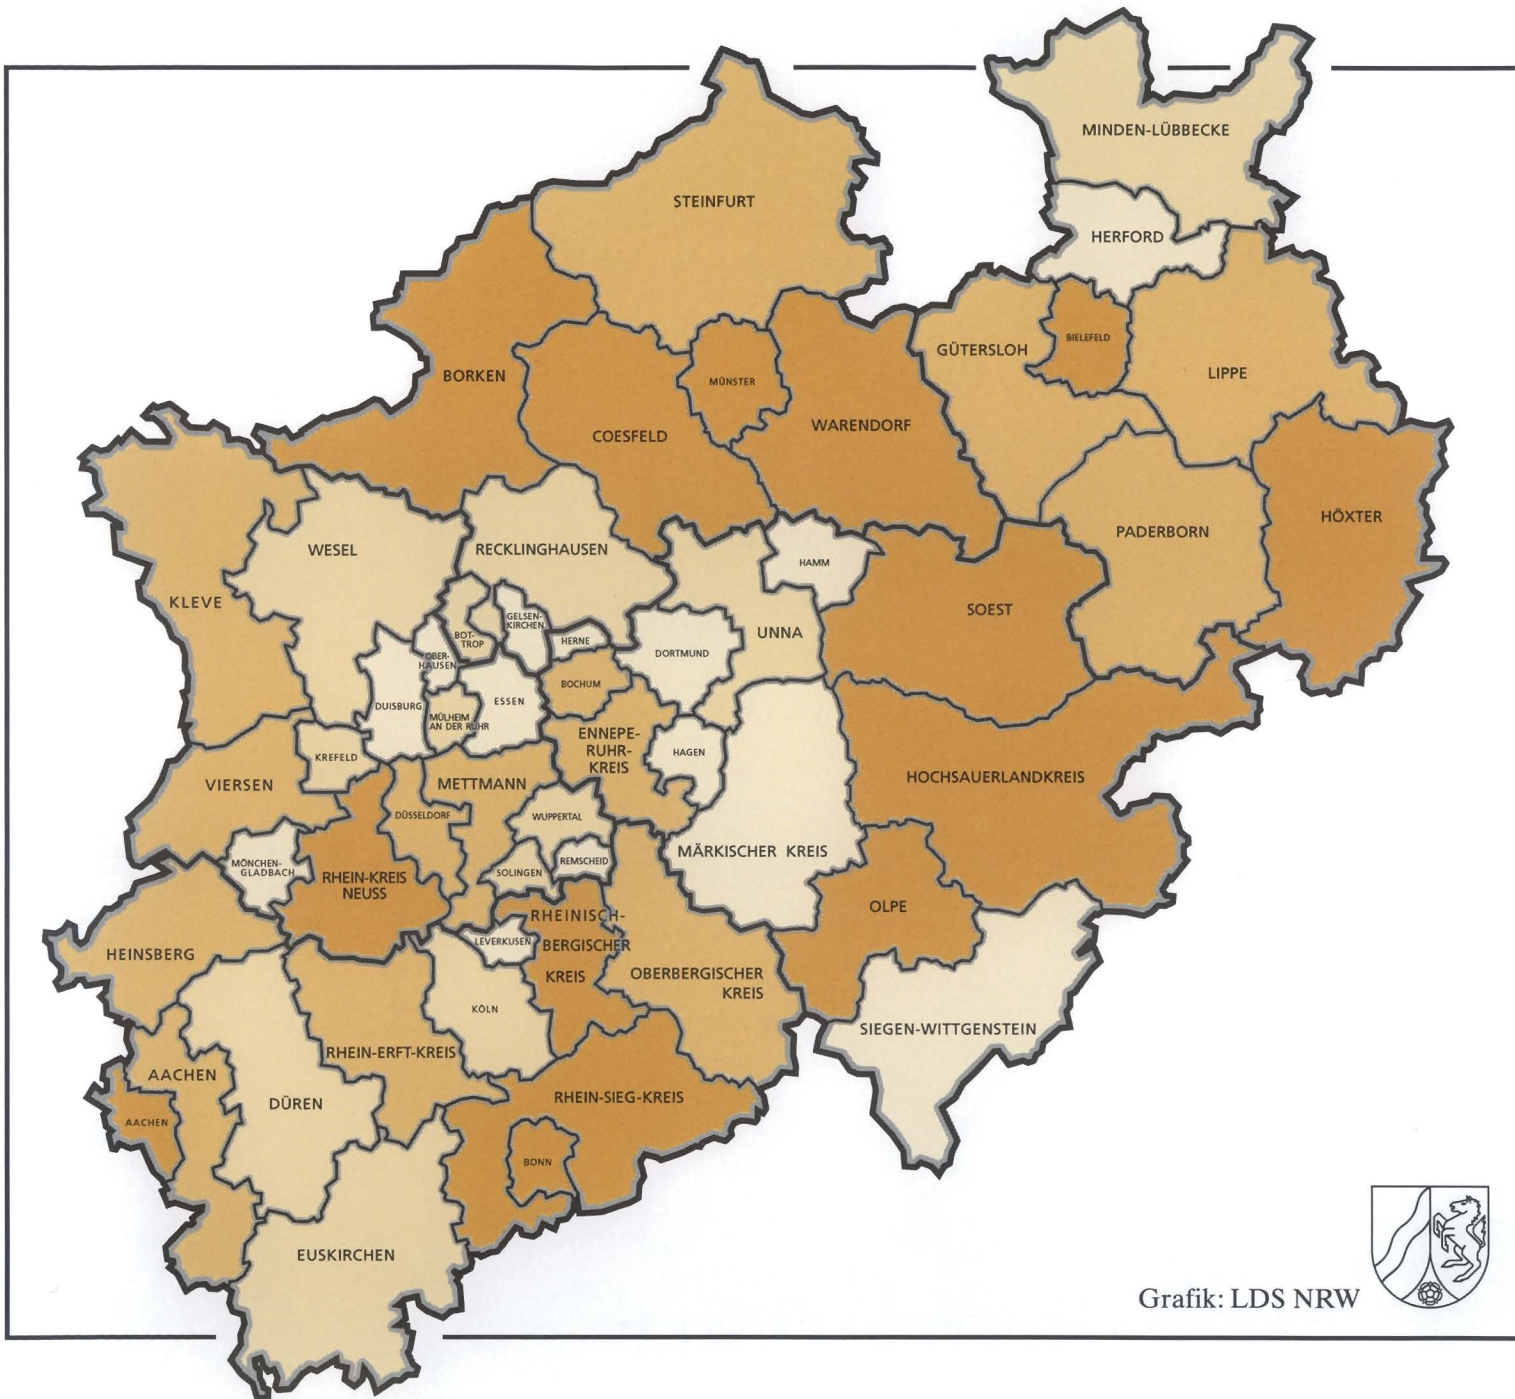 MINDEN-LÜBBECKE
STEINFURT
HERFORD
BIELEFELD
GÜTERSLOH
LIPPE
BORKEN
MÜNSTER
WARENDORF
COESFELD
HÖXTER
PADERBORN
WESEL
RECKLINGHAUSEN
HAMM
KLEVE
SOEST
GELSEN-
KIRCHEN
UNNA
BOT-
TROP
HERNE
DORTMUND
OBER-
HAUSEN
BOCHUM
DUISBURG
ESSEN
MÜLHEIM
AN DER RUHR
ENNEPE-
RUHR-
KREIS
HAGEN
KREFELD
HOCHSAUERLANDKREIS
VIERSEN
METTMANN
DÜSSELDORF
WUPPERTAL
MÄRKISCHER KREIS
MÖNCHEN-
GLADBACH
REMSCHEID
SOLINGEN
RHEIN-KREIS
NEUSS
OLPE
RHEINISCH-
BERGISCHER
KREIS
LEVERKUSEN
HEINSBERG
OBERBERGISCHER
KREIS
KÖLN
SIEGEN-WITTGENSTEIN
RHEIN-ERFT-KREIS
AACHEN
DÜREN
RHEIN-SIEG-KREIS
AACHEN
BONN
EUSKIRCHEN
Grafik: LDS NRW